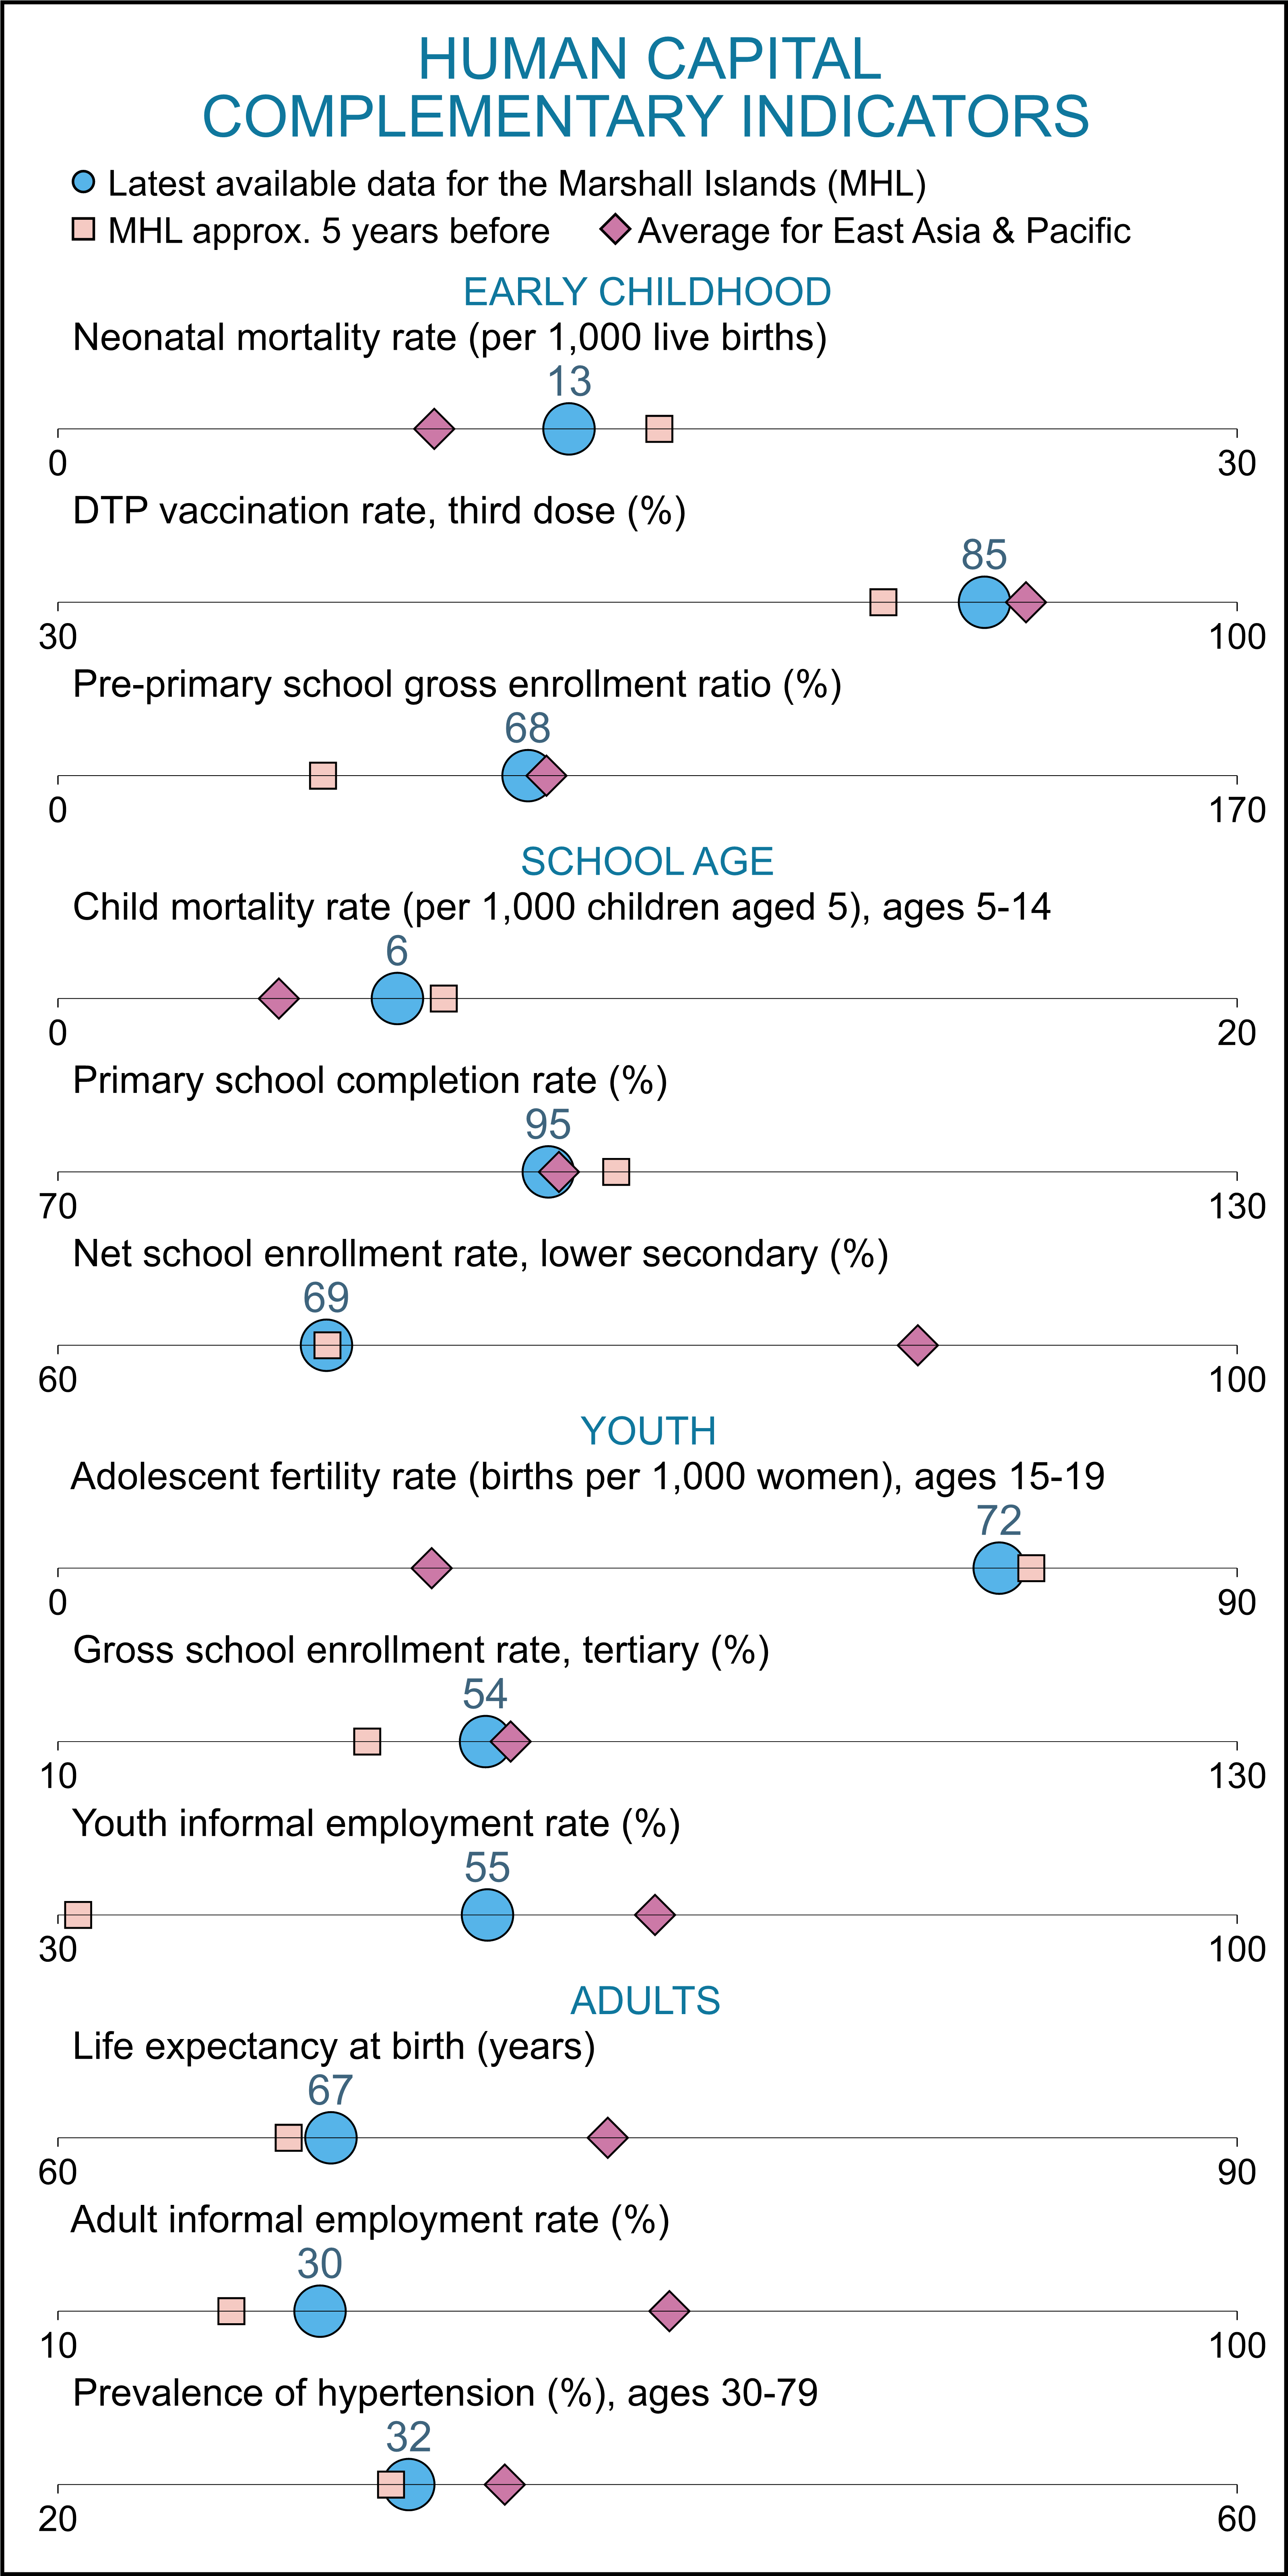 HUMAN CAPITAL
COMPLEMENTARY INDICATORS
Latest available data for the Marshall Islands (MHL)
MHL approx. 5 years before Average for East Asia & Pacific
EARLY CHILDHOOD
Neonatal mortality rate (per 1,000 live births)
13
0 30
DTP vaccination rate, third dose (%)
85
30 100
Pre-primary school gross enrollment ratio (%)
68
0 170
SCHOOL AGE
Child mortality rate (per 1,000 children aged 5), ages 5-14
6
0 20
Primary school completion rate (%)
95
70 130
Net school enrollment rate, lower secondary (%)
69
60 100
YOUTH
Adolescent fertility rate (births per 1,000 women), ages 15-19
72
0 90
Gross school enrollment rate, tertiary (%)
54
10 130
Youth informal employment rate (%)
55
30 100
ADULTS
Life expectancy at birth (years)
67
60 90
Adult informal employment rate (%)
30
10 100
Prevalence of hypertension (%), ages 30-79
32
20 60